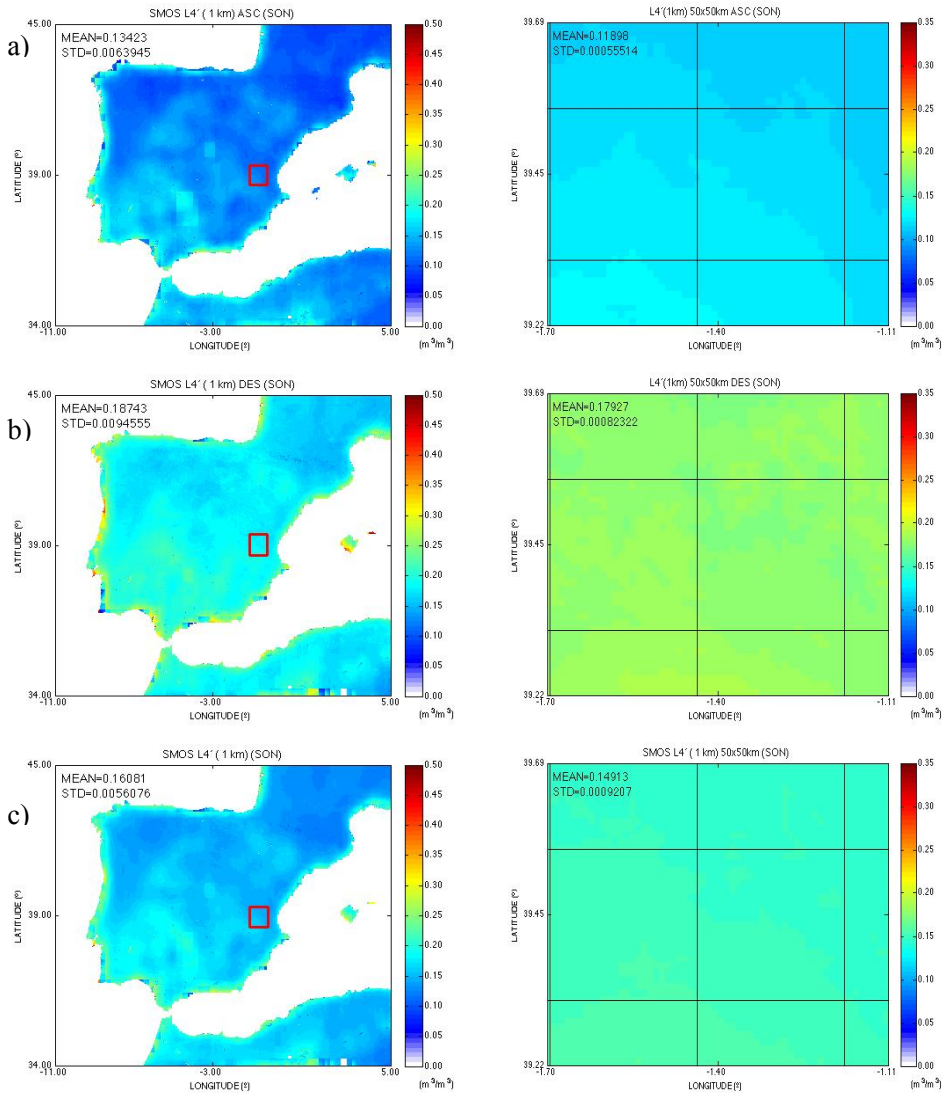 a)
SMOS L4´ ( 1 km) ASC (SON)
45.00
39.00
34.00
LATITUDE (º)
MEAN=0.13423
STD=0.0063945
-11.00 -3.00 5.00
LONGITUDE (º)
0.50
0.45
0.40
0.35
0.30
0.25
0.20
0.15
0.10
0.05
0.00
(m³/m³)
L4´(1km) 50x50km ASC (SON)
39.69
39.45
39.22
LATITUDE (º)
MEAN=0.11898
STD=0.00055514
-1.70 -1.40 -1.11
LONGITUDE (º)
0.35
0.30
0.25
0.20
0.15
0.10
0.05
0.00
(m³/m³)
b)
SMOS L4´ ( 1 km) DES (SON)
45.00
39.00
34.00
LATITUDE (º)
MEAN=0.18743
STD=0.0094555
-11.00 -3.00 5.00
LONGITUDE (º)
0.50
0.45
0.40
0.35
0.30
0.25
0.20
0.15
0.10
0.05
0.00
(m³/m³)
L4´(1km) 50x50km DES (SON)
39.69
39.45
39.22
LATITUDE (º)
MEAN=0.17927
STD=0.00082322
-1.70 -1.40 -1.11
LONGITUDE (º)
0.35
0.30
0.25
0.20
0.15
0.10
0.05
0.00
(m³/m³)
c)
SMOS L4´ ( 1 km) (SON)
45.00
39.00
34.00
LATITUDE (º)
MEAN=0.16081
STD=0.0056076
-11.00 -3.00 5.00
LONGITUDE (º)
0.50
0.45
0.40
0.35
0.30
0.25
0.20
0.15
0.10
0.05
0.00
(m³/m³)
SMOS L4´ ( 1 km) 50x50km (SON)
39.69
39.45
39.22
LATITUDE (º)
MEAN=0.14913
STD=0.0009207
-1.70 -1.40 -1.11
LONGITUDE (º)
0.35
0.30
0.25
0.20
0.15
0.10
0.05
0.00
(m³/m³)